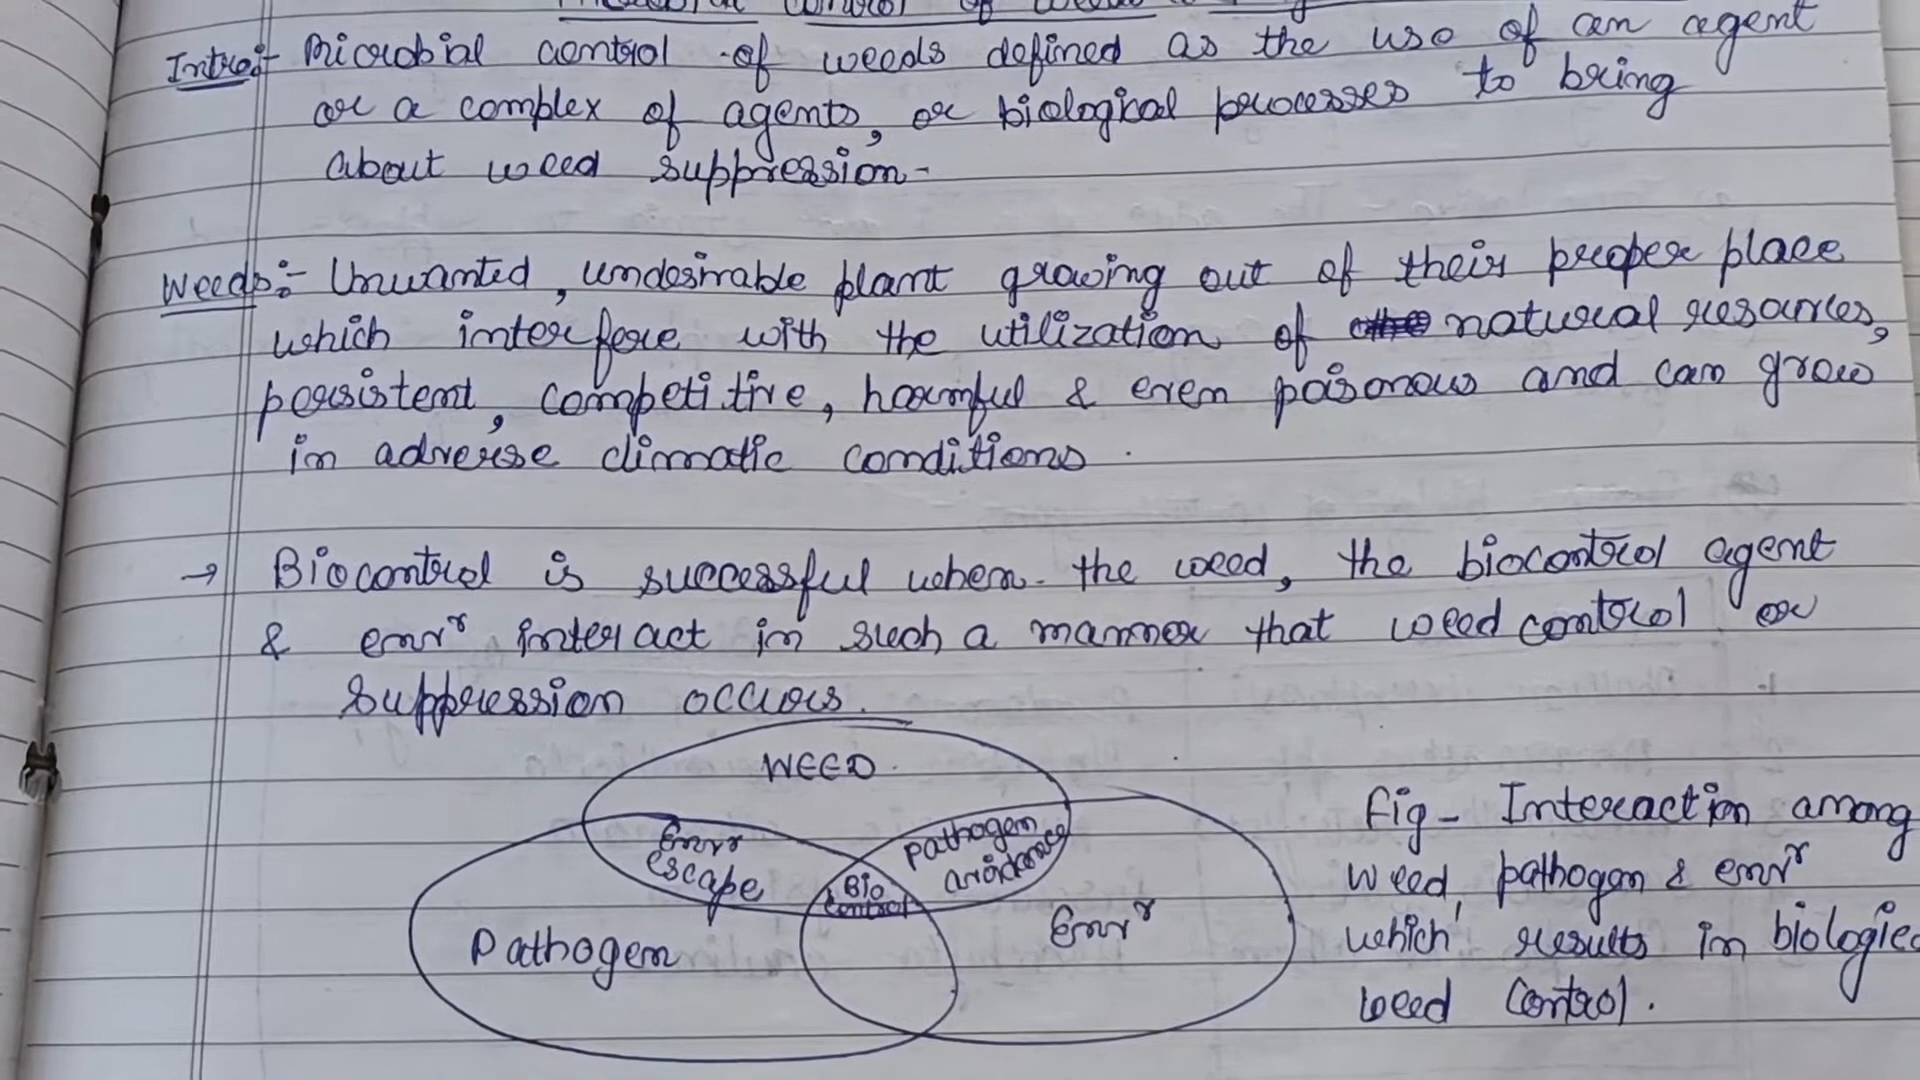 control of weeds
Intro:- Microbial control of weeds defined as the use of an agent
or a complex of agents, or biological processes to bring
about weed suppression-
Weeds:- Unwanted, undesirable plant growing out of their proper place
which interfere with the utilization of natural resources,
persistent, competitive, harmful & even poisonous and can grow
in adverse climatic conditions.
→ Biocontrol is successful when the weed, the biocontrol agent
& envr interact in such a manner that weed control or
suppression occurs.
WEED
Envr escape
Pathogen avoidance
Bio control
Pathogen
Envr
Fig- Interaction among
weed, pathogen & envr
which results in biologic
weed control.